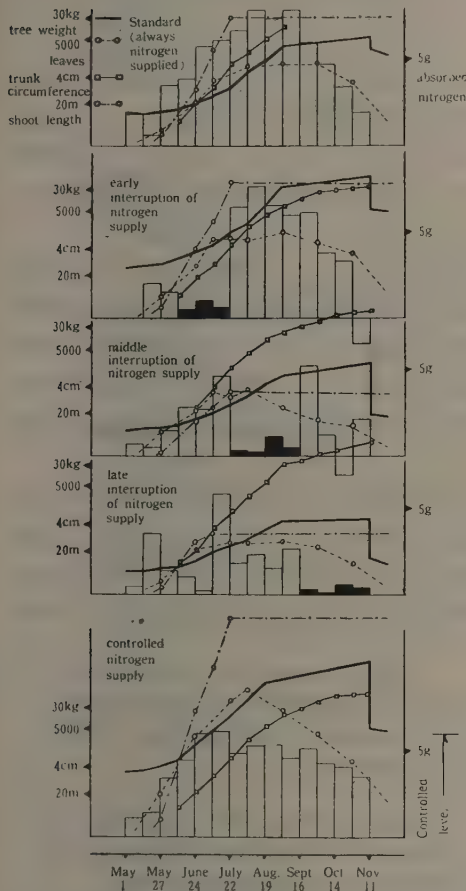 30kg
tree weight
5000
leaves
4cm
trunk
circumference
20m
shoot length
Standard
(always
nitrogen
supplied)
5g
absorbed
nitrogen
early
interruption of
nitrogen
supply
30kg
5000
4cm
20m
5g
middle
interruption of
nitrogen supply
30kg
5000
4cm
20m
5g
late
interruption
of nitrogen
supply
30kg
5000
4cm
20m
5g
controlled
nitrogen
supply
30kg
5000
4cm
20m
5g
Controlled
level
May May June July Aug. Sept Oct Nov
1 27 24 22 19 16 14 11